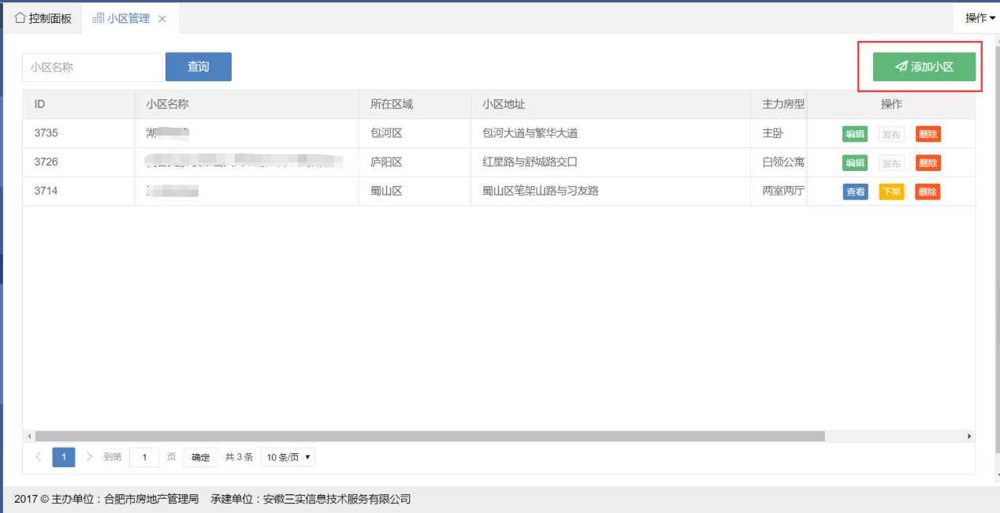 控制面板 小区管理 操作
小区名称 查询 添加小区
ID 小区名称 所在区域 小区地址 主力房型 操作
3735 湖 包河区 包河大道与繁华大道 主卧 编辑 发布 删除
3726 庐阳区 红星路与舒城路交口 白领公寓 编辑 发布 删除
3714 蜀山区 蜀山区笔架山路与习友路 两室两厅 查看 下架 删除
1 到第 1 页 确定 共 3 条 10 条/页
2017 © 主办单位：合肥市房地产管理局 承建单位：安徽三实信息技术服务有限公司